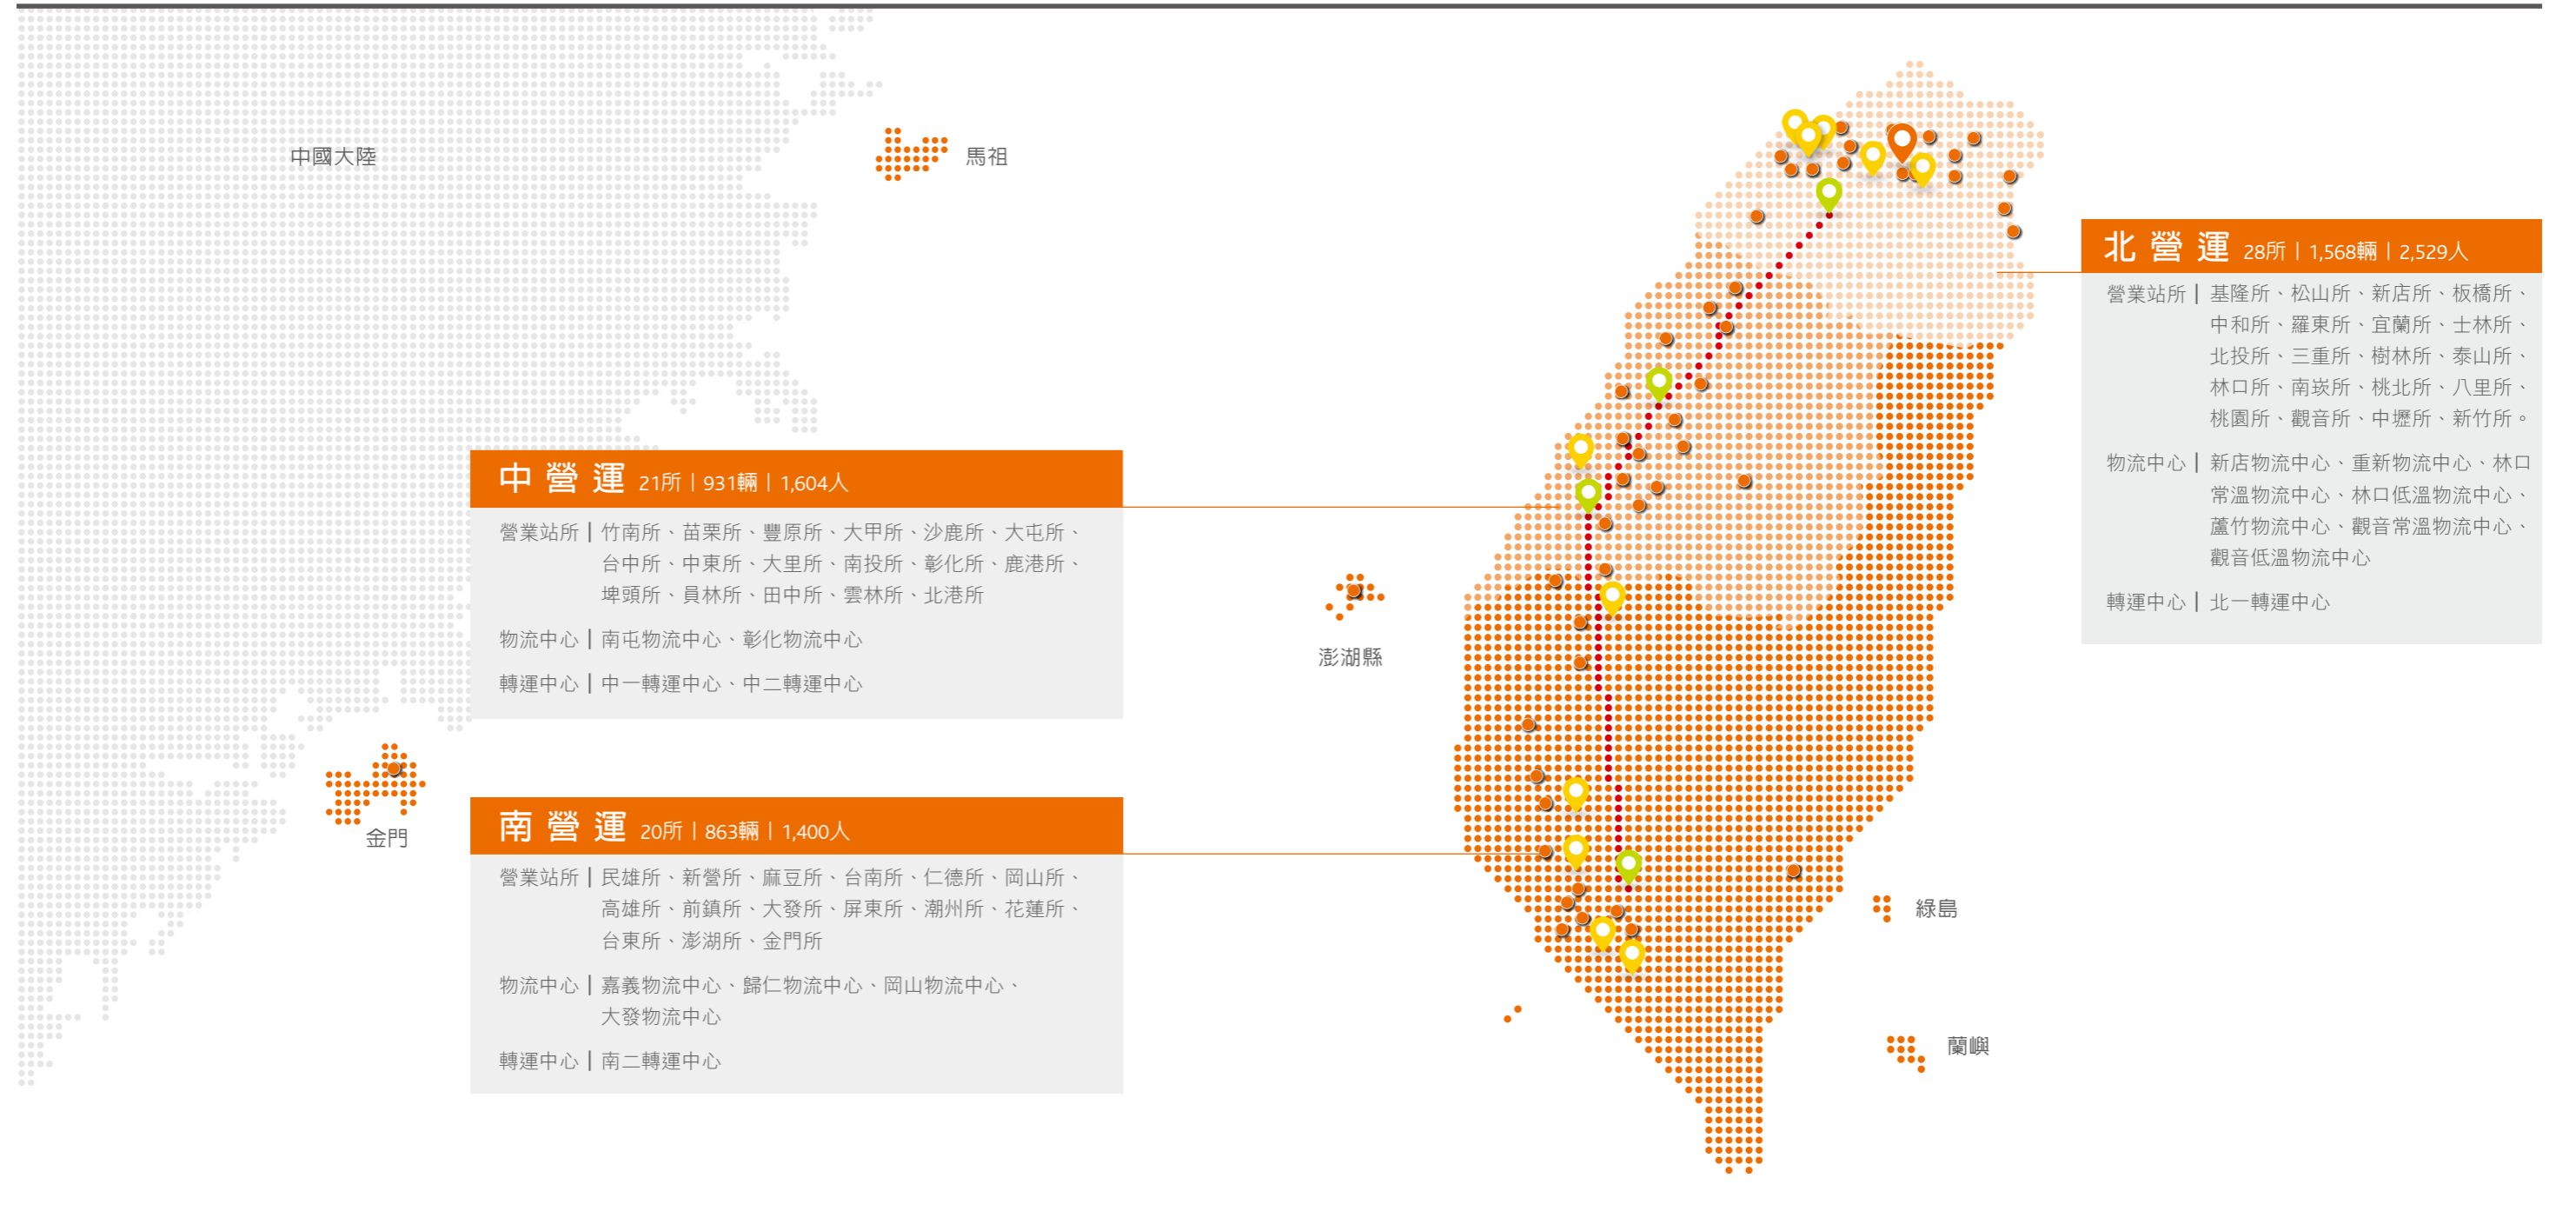 中國大陸
馬祖
北營運 28所｜1,568輛｜2,529人
營業站所｜基隆所、松山所、新店所、板橋所、
中和所、羅東所、宜蘭所、士林所、
北投所、三重所、樹林所、泰山所、
林口所、南崁所、桃北所、八里所、
桃園所、觀音所、中壢所、新竹所。
物流中心｜新店物流中心、重新物流中心、林口
常溫物流中心、林口低溫物流中心、
蘆竹物流中心、觀音常溫物流中心、
觀音低溫物流中心
轉運中心｜北一轉運中心
中營運 21所｜931輛｜1,604人
營業站所｜竹南所、苗栗所、豐原所、大甲所、沙鹿所、大屯所、
台中所、中東所、大里所、南投所、彰化所、鹿港所、
埤頭所、員林所、田中所、雲林所、北港所
物流中心｜南屯物流中心、彰化物流中心
轉運中心｜中一轉運中心、中二轉運中心
澎湖縣
金門
南營運 20所｜863輛｜1,400人
營業站所｜民雄所、新營所、麻豆所、台南所、仁德所、岡山所、
高雄所、前鎮所、大發所、屏東所、潮州所、花蓮所、
台東所、澎湖所、金門所
物流中心｜嘉義物流中心、歸仁物流中心、岡山物流中心、
大發物流中心
轉運中心｜南二轉運中心
綠島
蘭嶼